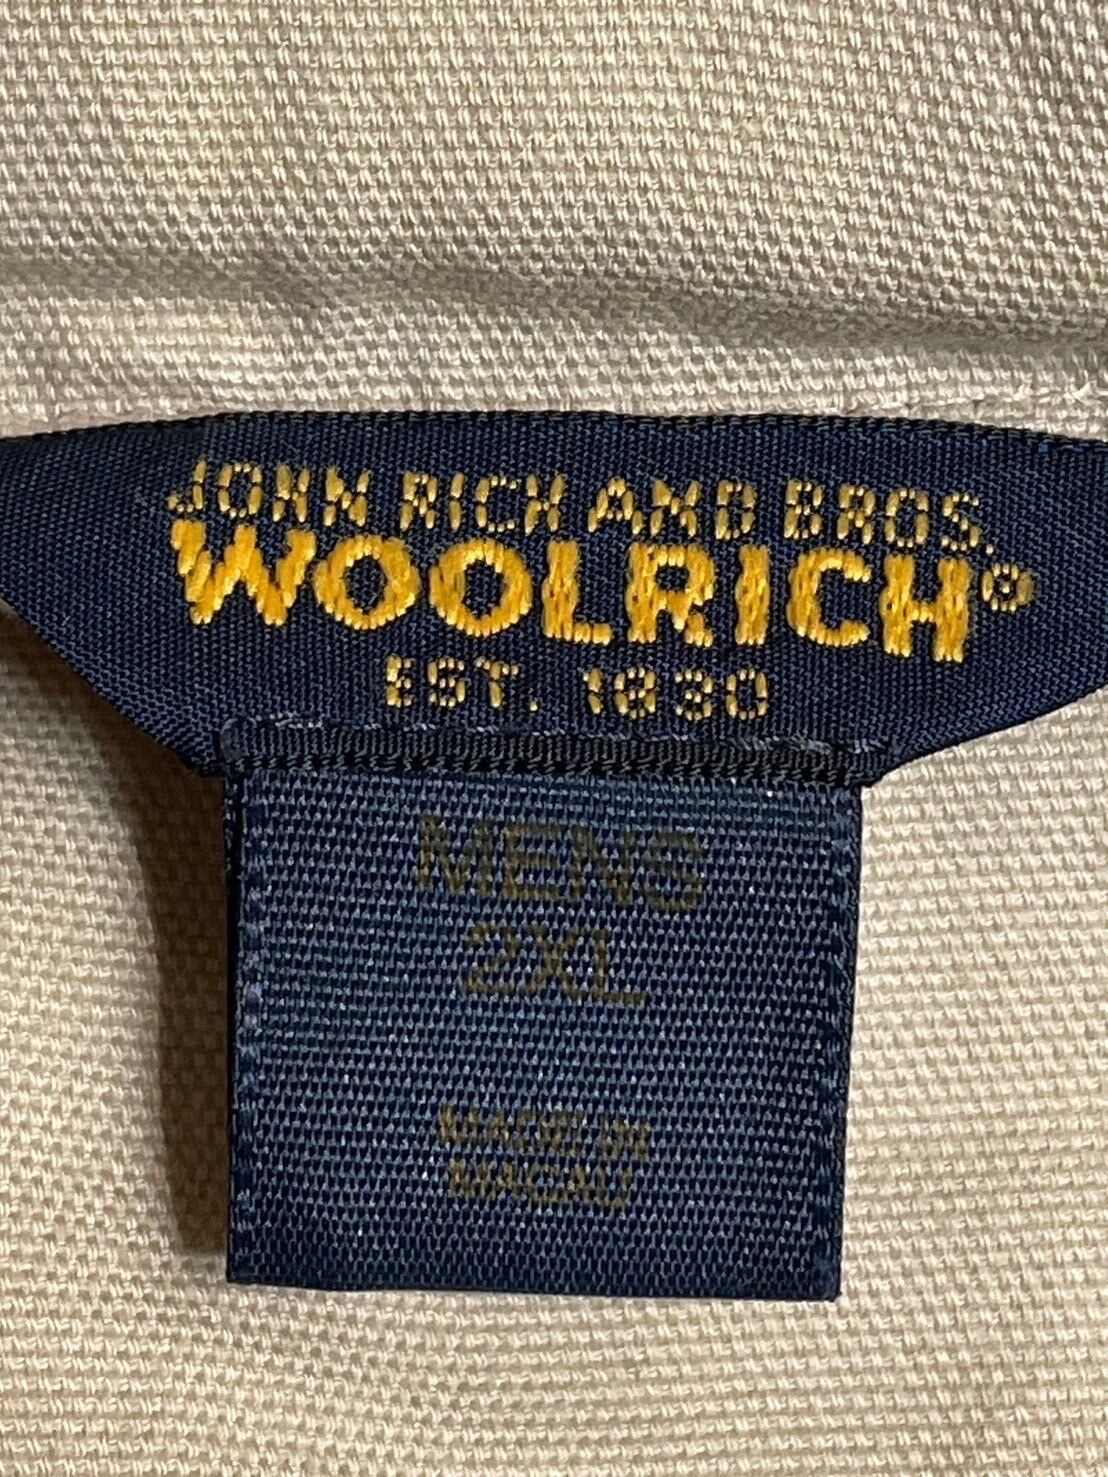 JOHN RICH AND BROS.
WOOLRICH®
EST. 1830
MENS
2XL
MADE IN
MACAU